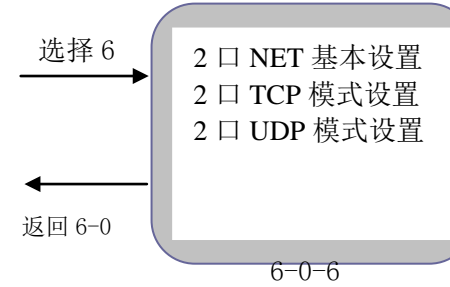 选择 6
2 口 NET 基本设置
2 口 TCP 模式设置
2 口 UDP 模式设置
返回 6-0
6-0-6